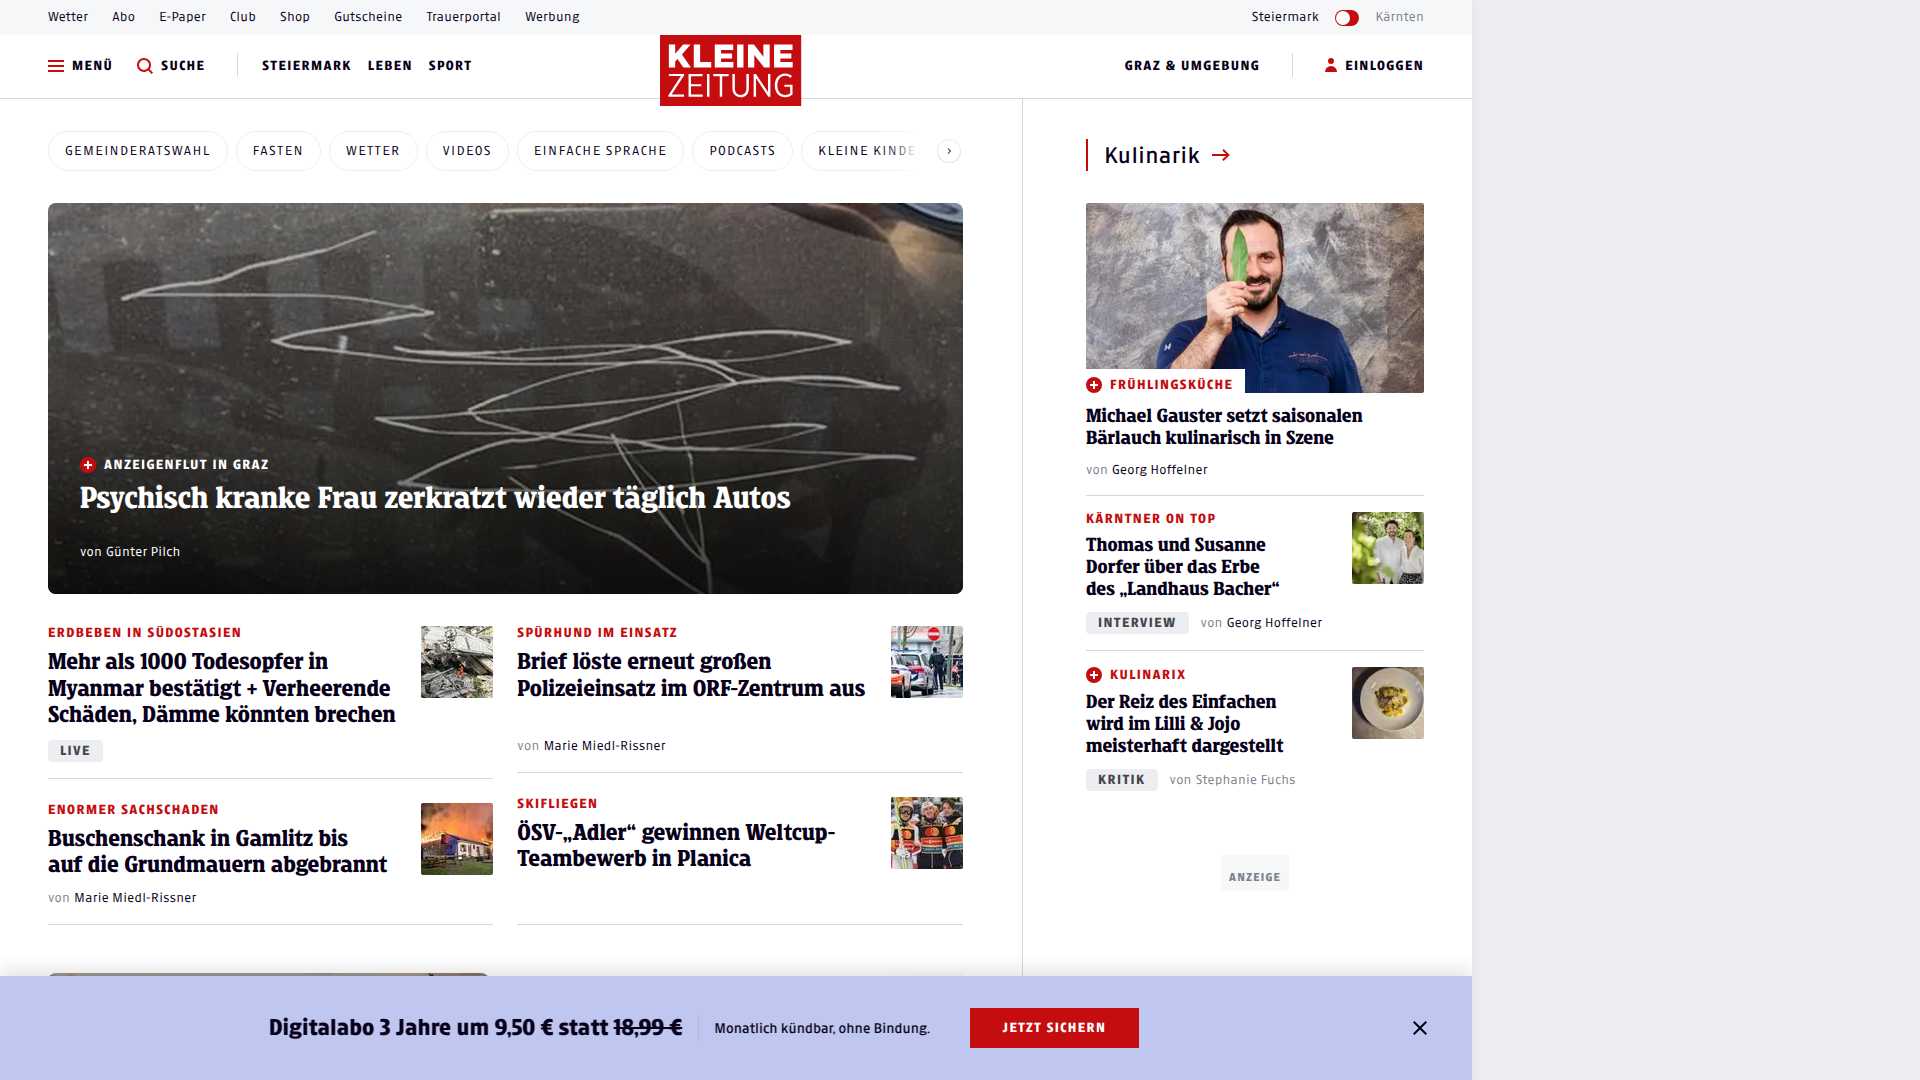 Wetter Abo E-Paper Club Shop Gutscheine Trauerportal Werbung Steiermark Kärnten
MENÜ SUCHE STEIERMARK LEBEN SPORT KLEINE ZEITUNG GRAZ & UMGEBUNG EINLOGGEN
GEMEINDERATSWAHL FASTEN WETTER VIDEOS EINFACHE SPRACHE PODCASTS KLEINE KINDE
ANZEIGENFLUT IN GRAZ
Psychisch kranke Frau zerkratzt wieder täglich Autos
von Günter Pilch
ERDBEBEN IN SÜDOSTASIEN
Mehr als 1000 Todesopfer in
Myanmar bestätigt + Verheerende
Schäden, Dämme könnten brechen
LIVE
SPÜRHUND IM EINSATZ
Brief löste erneut großen
Polizeieinsatz im ORF-Zentrum aus
von Marie Miedl-Rissner
ENORMER SACHSCHADEN
Buschenschank in Gamlitz bis
auf die Grundmauern abgebrannt
von Marie Miedl-Rissner
SKIFLIEGEN
ÖSV-„Adler“ gewinnen Weltcup-
Teambewerb in Planica
Kulinarik
FRÜHLINGSKÜCHE
Michael Gauster setzt saisonalen
Bärlauch kulinarisch in Szene
von Georg Hoffelner
KÄRNTNER ON TOP
Thomas und Susanne
Dorfer über das Erbe
des „Landhaus Bacher“
INTERVIEW von Georg Hoffelner
KULINARIX
Der Reiz des Einfachen
wird im Lilli & Jojo
meisterhaft dargestellt
KRITIK von Stephanie Fuchs
ANZEIGE
Digitalabo 3 Jahre um 9,50 € statt 18,99 € Monatlich kündbar, ohne Bindung. JETZT SICHERN